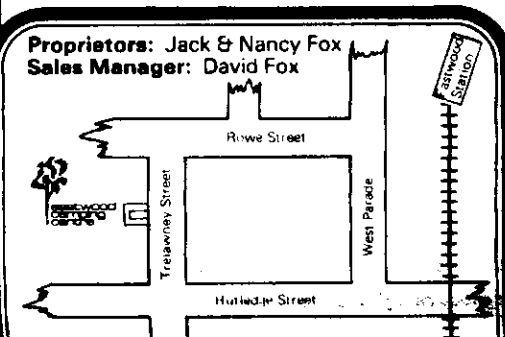 Proprietors: Jack & Nancy Fox
Sales Manager: David Fox
Eastwood
Station
Rowe Street
Trelawney Street
West Parade
eastwood
camping
centre
Street